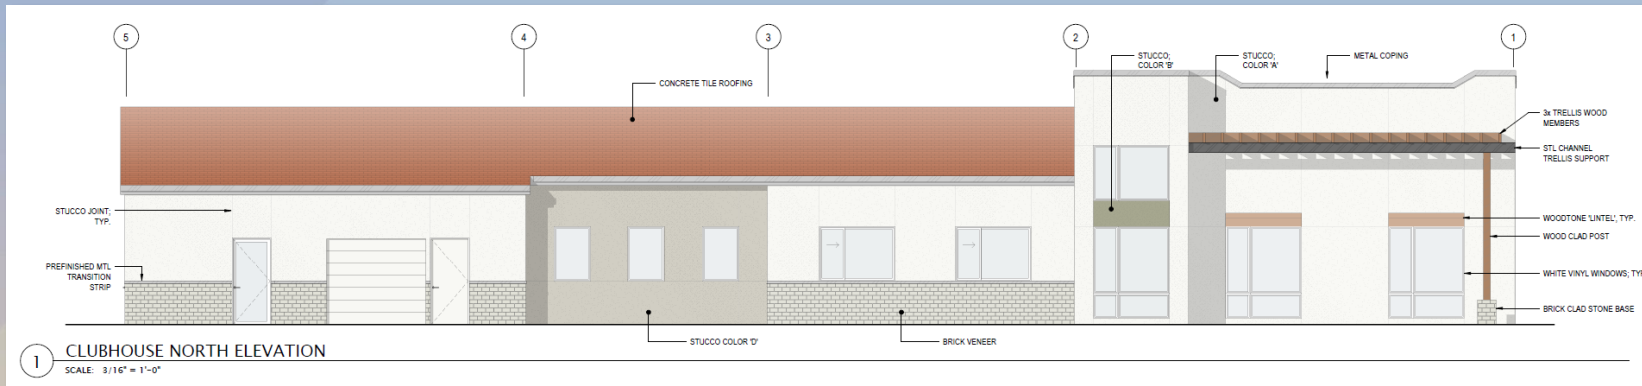 5
4
3
2
1
STUCCO;
COLOR 'B'
STUCCO;
COLOR 'A'
METAL COPING
CONCRETE TILE ROOFING
3x TRELLIS WOOD
MEMBERS
STL CHANNEL
TRELLIS SUPPORT
STUCCO JOINT;
TYP.
WOODTONE 'LINTEL', TYP.
WOOD CLAD POST
PREFINISHED MTL
TRANSITION
STRIP
WHITE VINYL WINDOWS; TYP
BRICK CLAD STONE BASE
STUCCO COLOR 'D'
BRICK VENEER
1
CLUBHOUSE NORTH ELEVATION
SCALE: 3/16" = 1'-0"